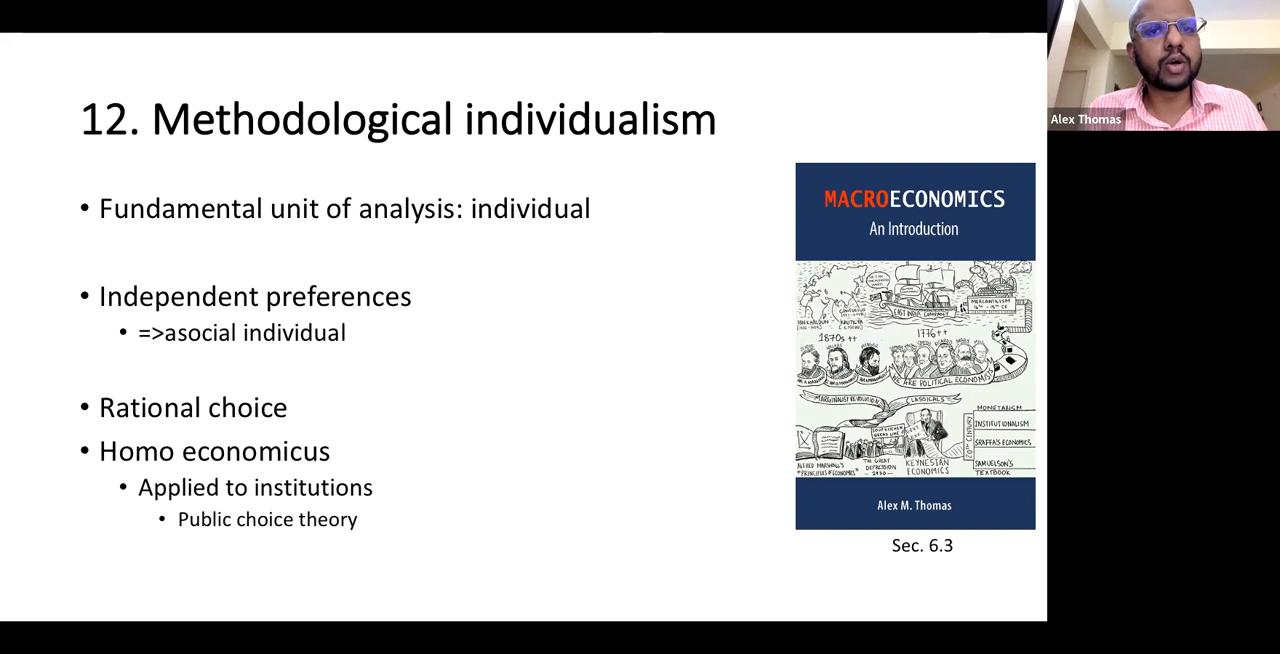 12. Methodological individualism
• Fundamental unit of analysis: individual
• Independent preferences
• =>asocial individual
• Rational choice
• Homo economicus
• Applied to institutions
• Public choice theory
MACROECONOMICS
An Introduction
EAST INDIA COMPANY
MERCANTILISM
1870s ++
1776++
WE ARE POLITICAL ECONOMISTS
MARGINALIST REVOLUTION
CLASSICALS
ALFRED MARSHALL'S
"PRINCIPLES OF ECONOMICS"
THE GREAT
DEPRESSION
KEYNESIAN
ECONOMICS
20TH CENTURY
MONETARISM
INSTITUTIONALISM
SRAFFA'S ECONOMICS
SAMUELSON'S
TEXTBOOK
Alex M. Thomas
Sec. 6.3
Alex Thomas